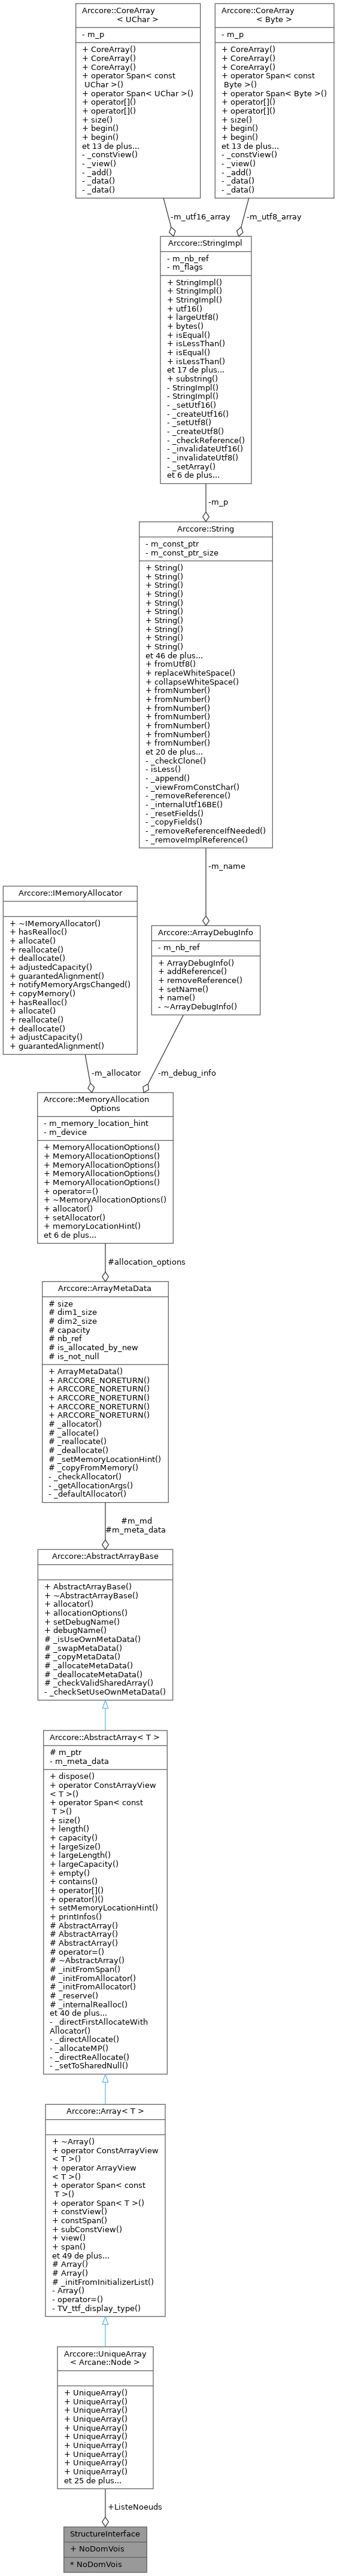 Arccore::CoreArray
< UChar >
- m_p
+ CoreArray()
+ CoreArray()
+ CoreArray()
+ operator Span< const
UChar >()
+ operator Span< UChar >()
+ operator[]()
+ operator[]()
+ size()
+ begin()
+ begin()
et 13 de plus...
- _constView()
- _view()
- _add()
- _data()
- _data()
Arccore::CoreArray
< Byte >
- m_p
+ CoreArray()
+ CoreArray()
+ CoreArray()
+ operator Span< const
Byte >()
+ operator Span< Byte >()
+ operator[]()
+ operator[]()
+ size()
+ begin()
+ begin()
et 13 de plus...
- _constView()
- _view()
- _add()
- _data()
- _data()
-m_utf16_array
-m_utf8_array
Arccore::StringImpl
- m_nb_ref
- m_flags
+ StringImpl()
+ StringImpl()
+ StringImpl()
+ utf16()
+ largeUtf8()
+ bytes()
+ isEqual()
+ isLessThan()
+ isEqual()
+ isLessThan()
et 17 de plus...
+ substring()
- StringImpl()
- StringImpl()
- _setUtf16()
- _createUtf16()
- _setUtf8()
- _createUtf8()
- _checkReference()
- _invalidateUtf16()
- _invalidateUtf8()
- _setArray()
et 6 de plus...
-m_p
Arccore::String
- m_const_ptr
- m_const_ptr_size
+ String()
+ String()
+ String()
+ String()
+ String()
+ String()
+ String()
+ String()
+ String()
+ String()
et 46 de plus...
+ fromUtf8()
+ replaceWhiteSpace()
+ collapseWhiteSpace()
+ fromNumber()
+ fromNumber()
+ fromNumber()
+ fromNumber()
+ fromNumber()
+ fromNumber()
+ fromNumber()
et 20 de plus...
- _checkClone()
- isLess()
- _append()
- _viewFromConstChar()
- _removeReference()
- _internalUtf16BE()
- _resetFields()
- _copyFields()
- _removeReferenceIfNeeded()
- _removeImplReference()
-m_name
Arccore::IMemoryAllocator
+ ~IMemoryAllocator()
+ hasRealloc()
+ allocate()
+ reallocate()
+ deallocate()
+ adjustedCapacity()
+ guarantedAlignment()
+ notifyMemoryArgsChanged()
+ copyMemory()
+ hasRealloc()
+ allocate()
+ reallocate()
+ deallocate()
+ adjustCapacity()
+ guarantedAlignment()
Arccore::ArrayDebugInfo
- m_nb_ref
+ ArrayDebugInfo()
+ addReference()
+ removeReference()
+ setName()
+ name()
- ~ArrayDebugInfo()
-m_allocator
-m_debug_info
Arccore::MemoryAllocation
Options
- m_memory_location_hint
- m_device
+ MemoryAllocationOptions()
+ MemoryAllocationOptions()
+ MemoryAllocationOptions()
+ MemoryAllocationOptions()
+ MemoryAllocationOptions()
+ operator=()
+ ~MemoryAllocationOptions()
+ allocator()
+ setAllocator()
+ memoryLocationHint()
et 6 de plus...
#allocation_options
Arccore::ArrayMetaData
# size
# dim1_size
# dim2_size
# capacity
# nb_ref
# is_allocated_by_new
# is_not_null
+ ArrayMetaData()
+ ARCCORE_NORETURN()
+ ARCCORE_NORETURN()
+ ARCCORE_NORETURN()
+ ARCCORE_NORETURN()
+ ARCCORE_NORETURN()
# _allocator()
# _allocate()
# _reallocate()
# _deallocate()
# _setMemoryLocationHint()
# _copyFromMemory()
- _checkAllocator()
- _getAllocationArgs()
- _defaultAllocator()
#m_md
#m_meta_data
Arccore::AbstractArrayBase
+ AbstractArrayBase()
+ ~AbstractArrayBase()
+ allocator()
+ allocationOptions()
+ setDebugName()
+ debugName()
# _isUseOwnMetaData()
# _swapMetaData()
# _copyMetaData()
# _allocateMetaData()
# _deallocateMetaData()
# _checkValidSharedArray()
- _checkSetUseOwnMetaData()
Arccore::AbstractArray< T >
# m_ptr
- m_meta_data
+ dispose()
+ operator ConstArrayView
< T >()
+ operator Span< const
T >()
+ size()
+ length()
+ capacity()
+ largeSize()
+ largeLength()
+ largeCapacity()
+ empty()
+ contains()
+ operator[]()
+ operator()()
+ setMemoryLocationHint()
+ printInfos()
# AbstractArray()
# AbstractArray()
# AbstractArray()
# operator=()
# ~AbstractArray()
# _initFromSpan()
# _initFromAllocator()
# _initFromAllocator()
# _reserve()
# _internalRealloc()
et 40 de plus...
- _directFirstAllocateWith
Allocator()
- _directAllocate()
- _allocateMP()
- _directReAllocate()
- _setToSharedNull()
Arccore::Array< T >
+ ~Array()
+ operator ConstArrayView
< T >()
+ operator ArrayView
< T >()
+ operator Span< const
T >()
+ operator Span< T >()
+ constView()
+ constSpan()
+ subConstView()
+ view()
+ span()
et 49 de plus...
# Array()
# Array()
# _initFromInitializerList()
- Array()
- operator=()
- TV_ttf_display_type()
Arccore::UniqueArray
< Arcane::Node >
+ UniqueArray()
+ UniqueArray()
+ UniqueArray()
+ UniqueArray()
+ UniqueArray()
+ UniqueArray()
+ UniqueArray()
+ UniqueArray()
+ UniqueArray()
+ UniqueArray()
et 25 de plus...
+ListeNoeuds
StructureInterface
+ NoDomVois
* NoDomVois